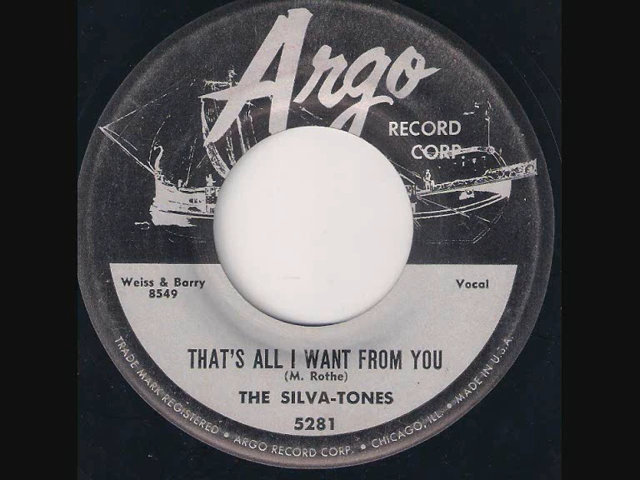 Argo
RECORD
CORP
Weiss & Barry
8549
Vocal
THAT'S ALL I WANT FROM YOU
(M. Rothe)
THE SILVA-TONES
5281
TRADE MARK REGISTERED • ARGO RECORD CORP. • CHICAGO, ILL. • MADE IN U.S.A.